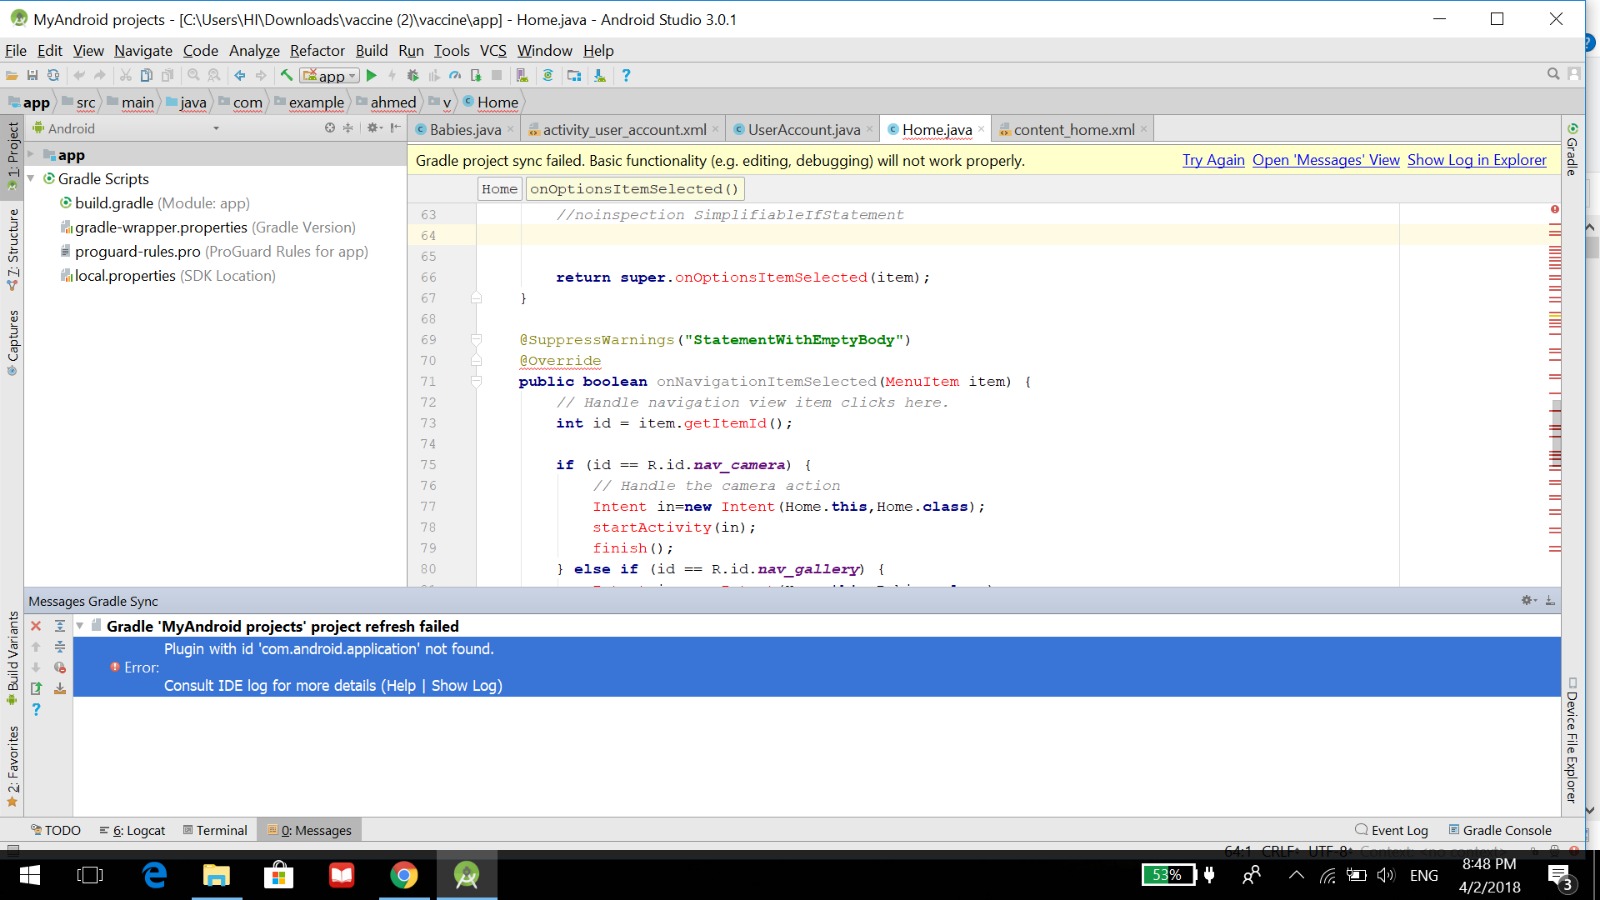 MyAndroid projects - [C:\Users\HI\Downloads\vaccine (2)\vaccine\app] - Home.java - Android Studio 3.0.1
File Edit View Navigate Code Analyze Refactor Build Run Tools VCS Window Help
app
app src main java com example ahmed v Home
1: Project
7: Structure
Captures
Build Variants
2: Favorites
Android
app
Gradle Scripts
build.gradle (Module: app)
gradle-wrapper.properties (Gradle Version)
proguard-rules.pro (ProGuard Rules for app)
local.properties (SDK Location)
Babies.java activity_user_account.xml UserAccount.java Home.java content_home.xml
Gradle project sync failed. Basic functionality (e.g. editing, debugging) will not work properly. Try Again Open 'Messages' View Show Log in Explorer
Home onOptionsItemSelected()
63 //noinspection SimplifiableIfStatement
64
65
66 return super.onOptionsItemSelected(item);
67 }
68
69 @SuppressWarnings("StatementWithEmptyBody")
70 @Override
71 public boolean onNavigationItemSelected(MenuItem item) {
72 // Handle navigation view item clicks here.
73 int id = item.getItemId();
74
75 if (id == R.id.nav_camera) {
76 // Handle the camera action
77 Intent in=new Intent(Home.this,Home.class);
78 startActivity(in);
79 finish();
80 } else if (id == R.id.nav_gallery) {
Gradle
Device File Explorer
Messages Gradle Sync
Gradle 'MyAndroid projects' project refresh failed
Plugin with id 'com.android.application' not found.
Error:
Consult IDE log for more details (Help | Show Log)
TODO 6: Logcat Terminal 0: Messages Event Log Gradle Console
64:1 CRLF UTF-8 Context: <no context>
53% ENG 8:48 PM
4/2/2018
3